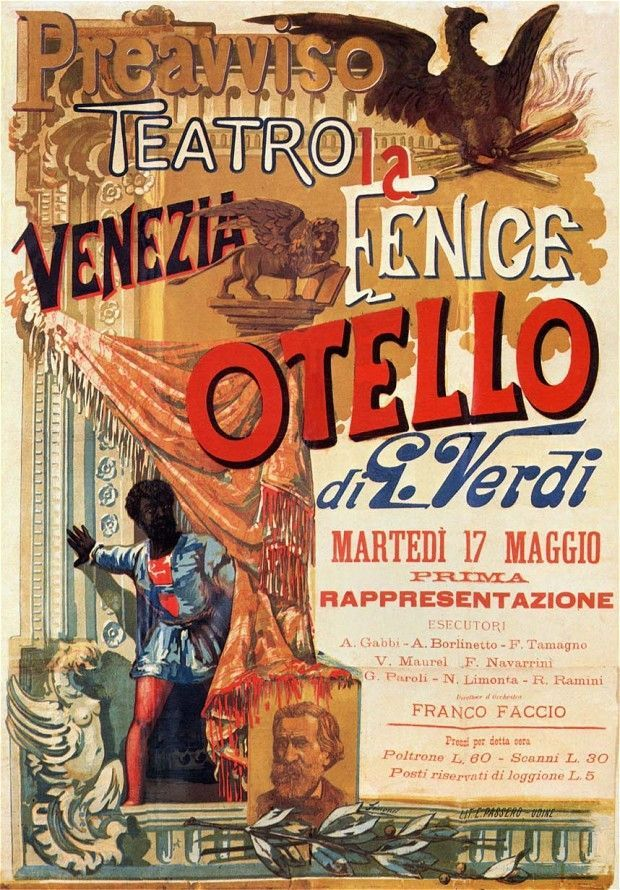 Preavviso
TEATRO la
VENEZIA FENICE
OTELLO
di G. Verdi
MARTEDÌ 17 MAGGIO
PRIMA
RAPPRESENTAZIONE
ESECUTORI
A. Gabbi - A. Borlinetto - F. Tamagno
V. Maurel F. Navarrini
G. Paroli - N. Limonta - R. Ramini
Direttore d'Orchestra
FRANCO FACCIO
Prezzi per detta sera
Poltrone L. 60 - Scanni L. 30
Posti riservati di loggione L. 5
LIT. E. PASSERO - UDINE